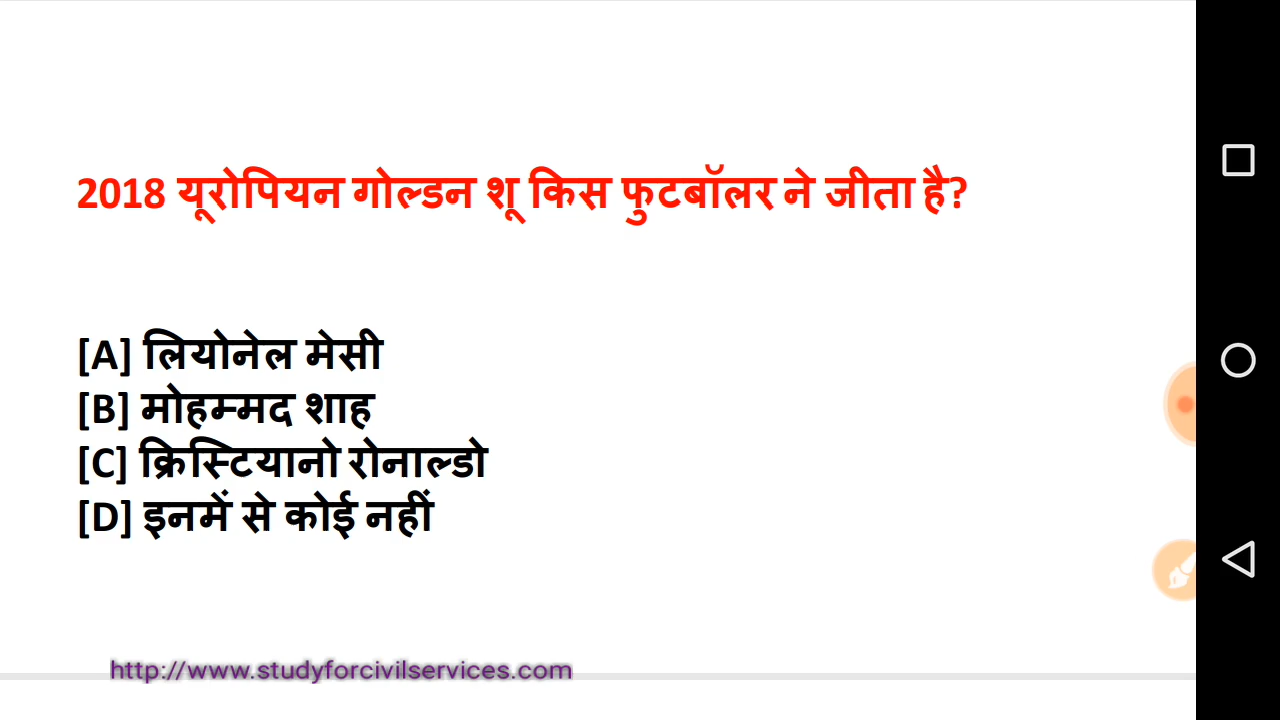 2018 यूरोपियन गोल्डन शू किस फुटबॉलर ने जीता है?
[A] लियोनेल मेसी
[B] मोहम्मद शाह
[C] क्रिस्टियानो रोनाल्डो
[D] इनमें से कोई नहीं
http://www.studyforcivilservices.com